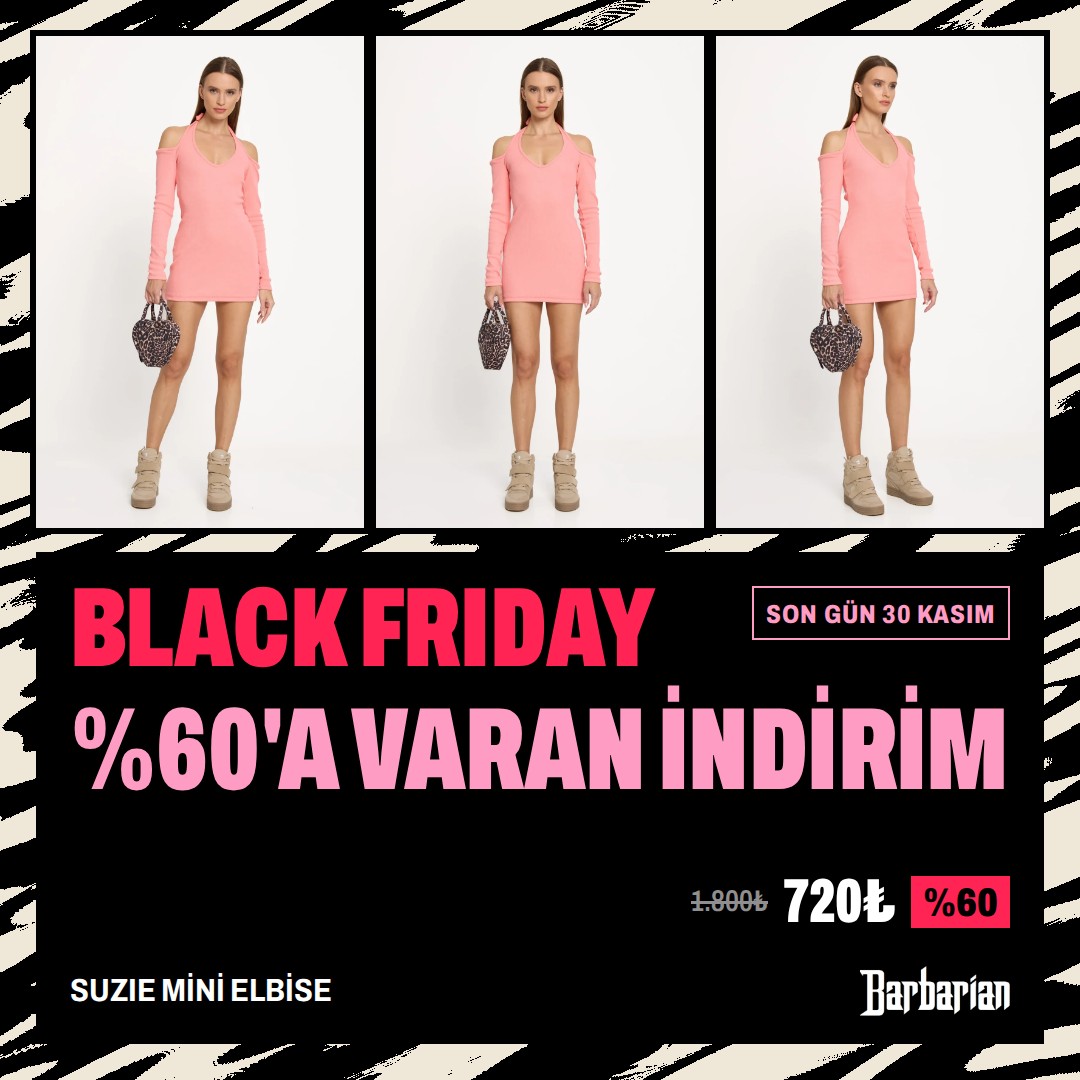 BLACK FRIDAY
SON GÜN 30 KASIM
%60'A VARAN İNDİRİM
1.800₺ 720₺ %60
SUZIE MİNİ ELBİSE
Barbarian